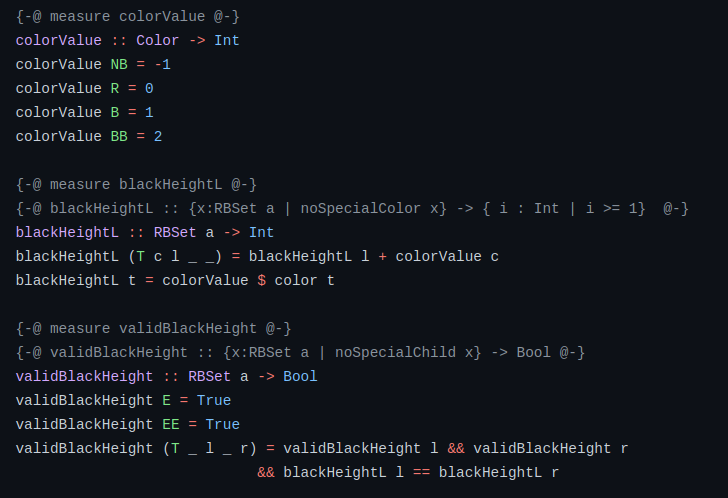 {-@ measure colorValue @-}
colorValue :: Color -> Int
colorValue NB = -1
colorValue R = 0
colorValue B = 1
colorValue BB = 2
{-@ measure blackHeightL @-}
{-@ blackHeightL :: {x:RBSet a | noSpecialColor x} -> { i : Int | i >= 1}  @-}
blackHeightL :: RBSet a -> Int
blackHeightL (T c l _ _) = blackHeightL l + colorValue c
blackHeightL t = colorValue $ color t
{-@ measure validBlackHeight @-}
{-@ validBlackHeight :: {x:RBSet a | noSpecialChild x} -> Bool @-}
validBlackHeight :: RBSet a -> Bool
validBlackHeight E = True
validBlackHeight EE = True
validBlackHeight (T _ l _ r) = validBlackHeight l && validBlackHeight r
                            && blackHeightL l == blackHeightL r